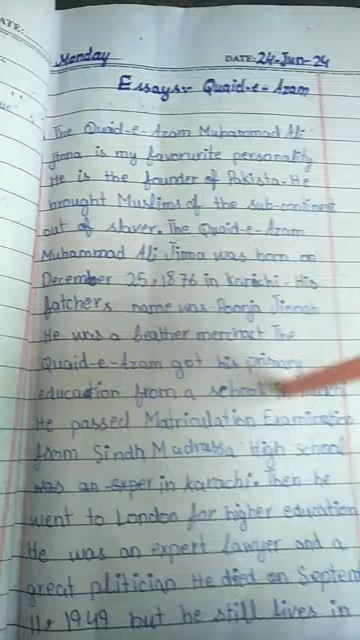 ATE:
Monday DATE: 24-Jun-24
Essays:- Quaid-e-Azam
The Quaid-e-Azam Muhammad Ali
Jinna is my favorurite personality
He is the founder of Pakista. He
brought Muslims of the sub-continent
out of slaver. The Quaid-e-Azam
Muhammad Ali Jinna was born on
December 25, 1876 in Karachi. His
fatchers name was Poonja Jinnah
He was a leather merchact The
Quaid-e-Azam got his primary
education from a school
He passed Matriculation Examination
from Sindh Madrassa High School
was an exper in Karachi. Then he
went to London for higher education
He was an expert lawyer and a
great plitician He died on Septem
11, 1949 but he still lives in